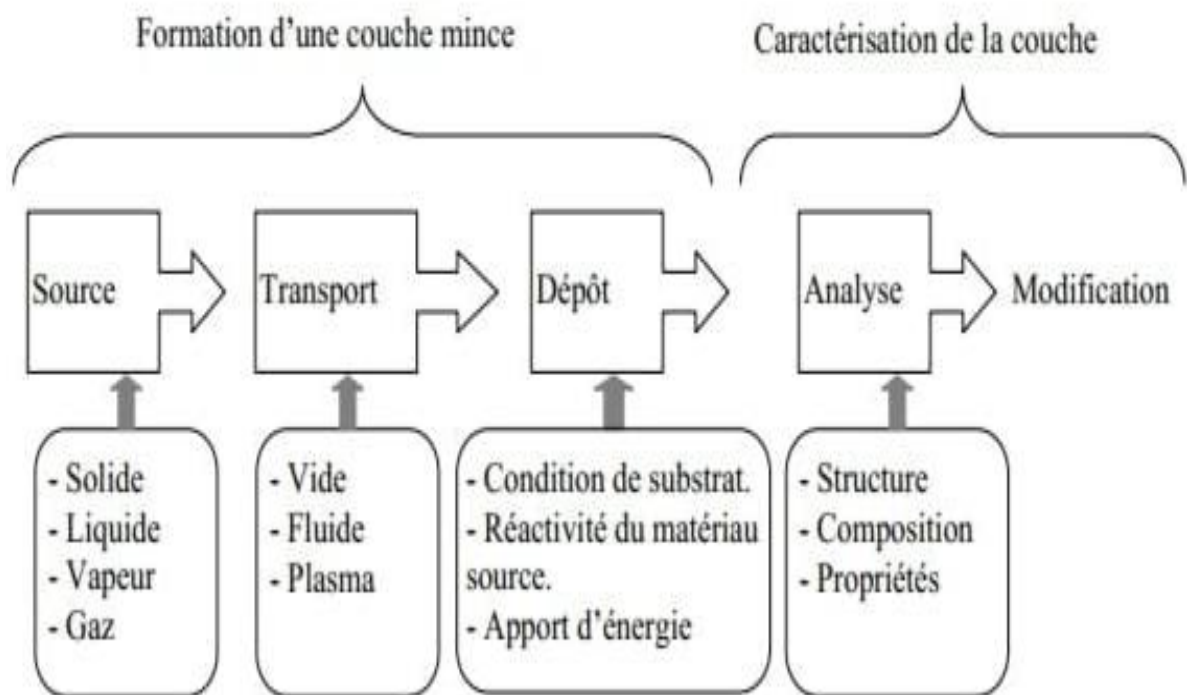 Formation d'une couche mince
Caractérisation de la couche
Source
Transport
Dépôt
Analyse
Modification
- Solide
- Liquide
- Vapeur
- Gaz
- Vide
- Fluide
- Plasma
- Condition de substrat.
- Réactivité du matériau
source.
- Apport d'énergie
- Structure
- Composition
- Propriétés